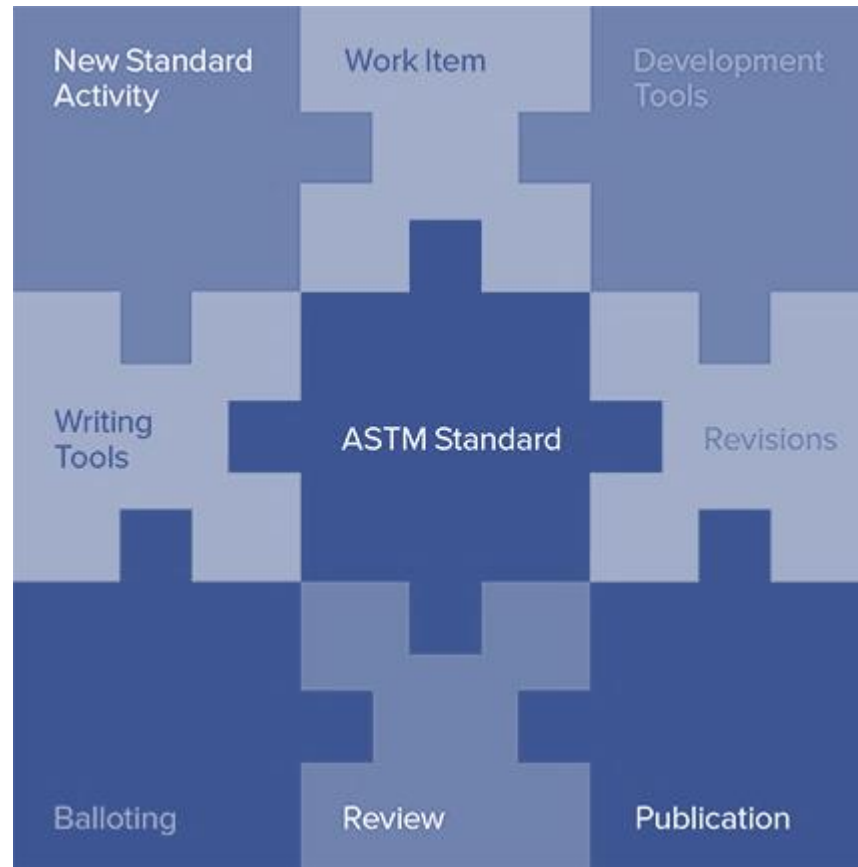 New Standard
Activity
Work Item
Development
Tools
Writing
Tools
ASTM Standard
Revisions
Balloting
Review
Publication